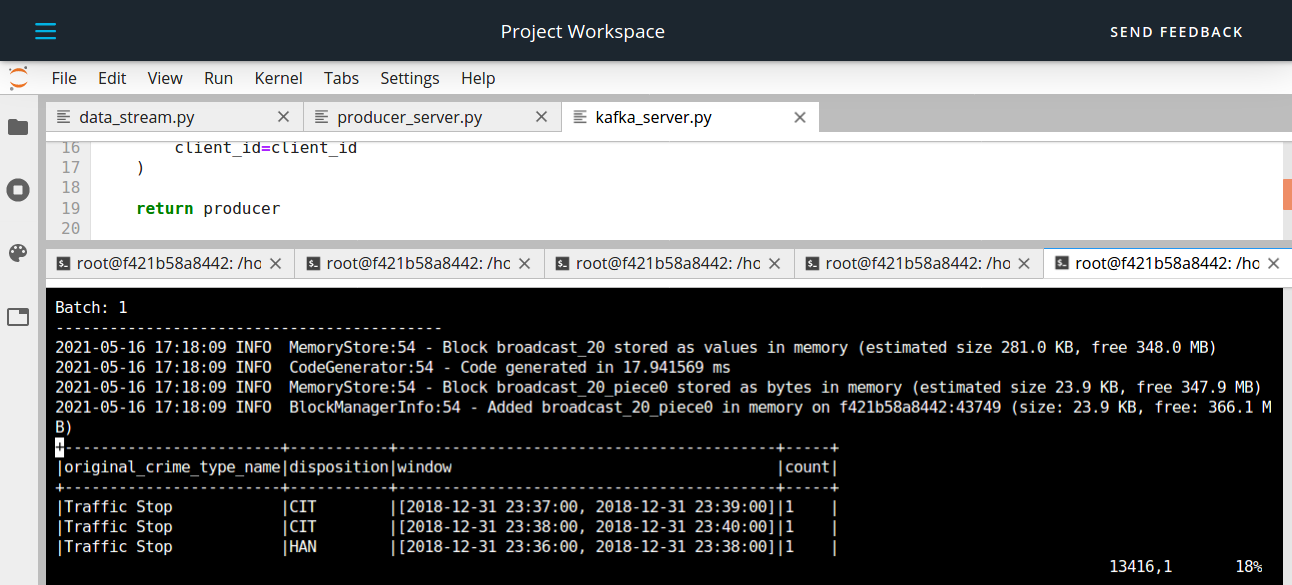 Project Workspace
SEND FEEDBACK
File Edit View Run Kernel Tabs Settings Help
data_stream.py
producer_server.py
kafka_server.py
16 client_id=client_id
17 )
18
19 return producer
20
root@f421b58a8442: /ho
root@f421b58a8442: /ho
root@f421b58a8442: /ho
root@f421b58a8442: /ho
root@f421b58a8442: /ho
Batch: 1
-------------------------------------------
2021-05-16 17:18:09 INFO  MemoryStore:54 - Block broadcast_20 stored as values in memory (estimated size 281.0 KB, free 348.0 MB)
2021-05-16 17:18:09 INFO  CodeGenerator:54 - Code generated in 17.941569 ms
2021-05-16 17:18:09 INFO  MemoryStore:54 - Block broadcast_20_piece0 stored as bytes in memory (estimated size 23.9 KB, free 347.9 MB)
2021-05-16 17:18:09 INFO  BlockManagerInfo:54 - Added broadcast_20_piece0 in memory on f421b58a8442:43749 (size: 23.9 KB, free: 366.1 M
B)
+------------------------+-----------+------------------------------------------+-----+
|original_crime_type_name|disposition|window                                    |count|
+------------------------+-----------+------------------------------------------+-----+
|Traffic Stop            |CIT        |[2018-12-31 23:37:00, 2018-12-31 23:39:00]|1    |
|Traffic Stop            |CIT        |[2018-12-31 23:38:00, 2018-12-31 23:40:00]|1    |
|Traffic Stop            |HAN        |[2018-12-31 23:36:00, 2018-12-31 23:38:00]|1    |
13416,1 18%